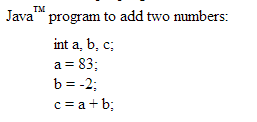 Java™ program to add two numbers:
int a, b, c;
a = 83;
b = -2;
c = a + b;